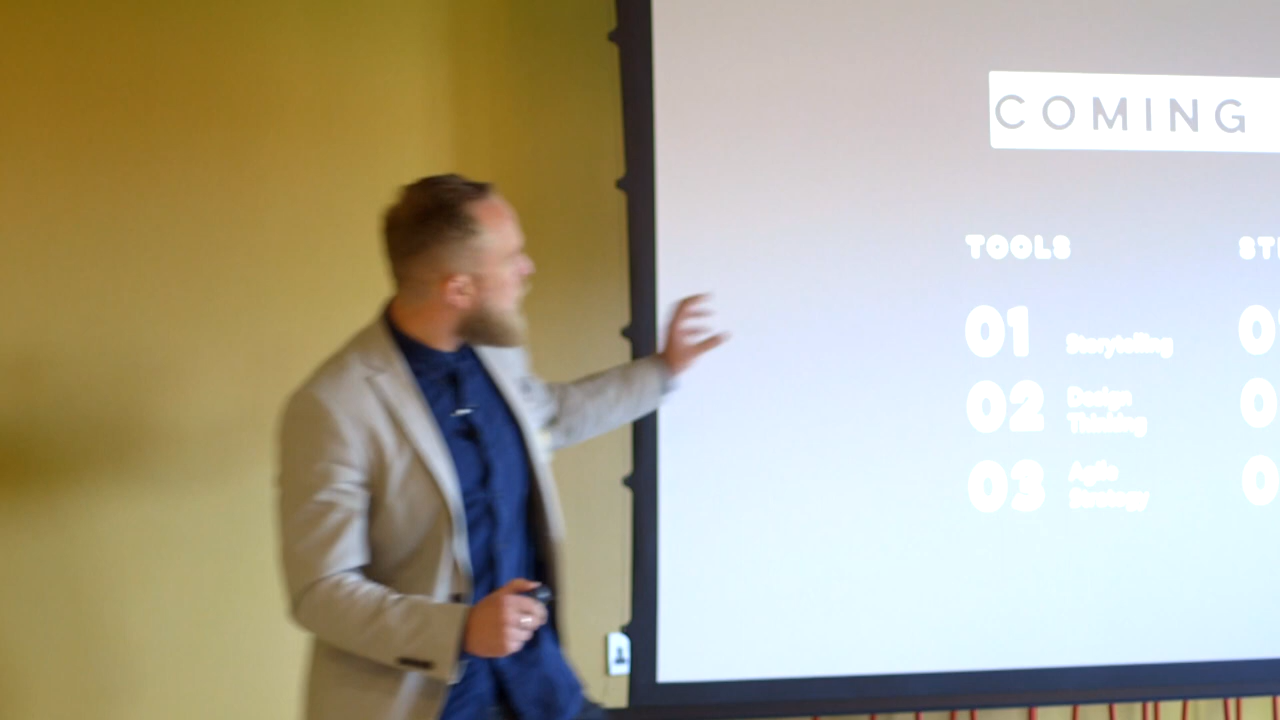 COMING
TOOLS
01 Storytelling
02 Design
Thinking
03 Agile
Strategy